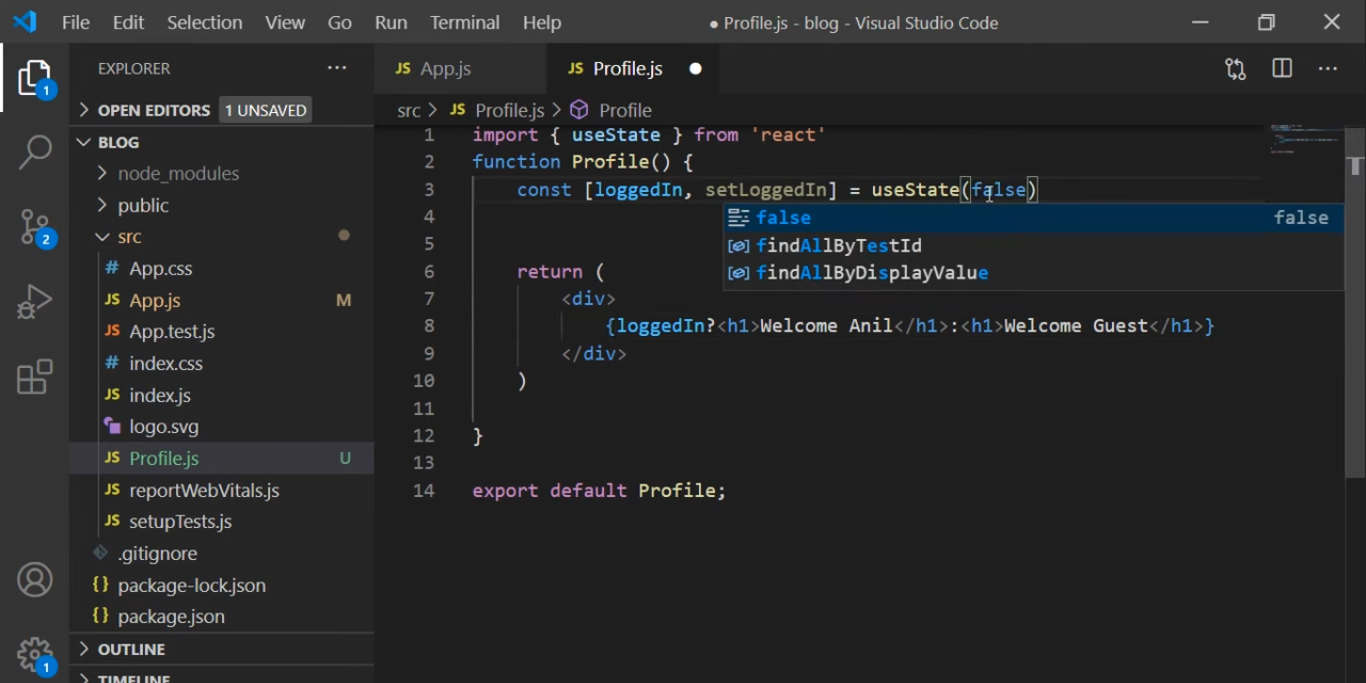 File Edit Selection View Go Run Terminal Help ● Profile.js - blog - Visual Studio Code
EXPLORER ···
JS App.js JS Profile.js ●
OPEN EDITORS 1 UNSAVED
src > JS Profile.js > Profile
BLOG
node_modules
public
src
# App.css
JS App.js M
JS App.test.js
# index.css
JS index.js
logo.svg
JS Profile.js U
JS reportWebVitals.js
JS setupTests.js
.gitignore
{} package-lock.json
{} package.json
OUTLINE
TIMELINE
1
2
1
1 import { useState } from 'react'
2 function Profile() {
3 const [loggedIn, setLoggedIn] = useState(false)
4
5
6 return (
7 <div>
8 {loggedIn?<h1>Welcome Anil</h1>:<h1>Welcome Guest</h1>}
9 </div>
10 )
11
12 }
13
14 export default Profile;
false false
findAllByTestId
findAllByDisplayValue